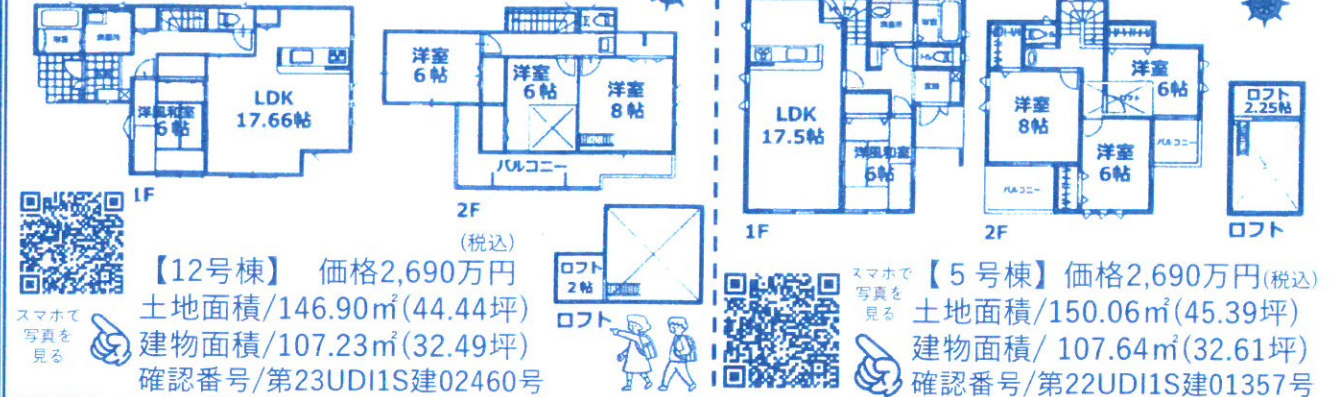 LDK
17.66帖
洋風和室
6帖
1F
洋室
6帖
洋室
6帖
洋室
8帖
バルコニー
2F
ロフト
2帖
ロフト
スマホで
写真を
見る
【12号棟】 価格2,690万円
(税込)
土地面積/146.90㎡(44.44坪)
建物面積/107.23㎡(32.49坪)
確認番号/第23UDI1S建02460号
LDK
17.5帖
洋風和室
6帖
玄関
1F
洋室
8帖
洋室
6帖
ロフト
洋室
6帖
バルコニー
バルコニー
2F
ロフト
2.25帖
ロフト
スマホで
写真を
見る
【5号棟】価格2,690万円(税込)
土地面積/150.06㎡(45.39坪)
建物面積/ 107.64㎡(32.61坪)
確認番号/第22UDI1S建01357号